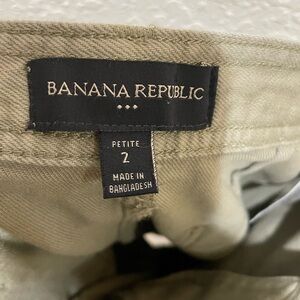 BANANA REPUBLIC
PETITE
2
MADE IN
BANGLADESH